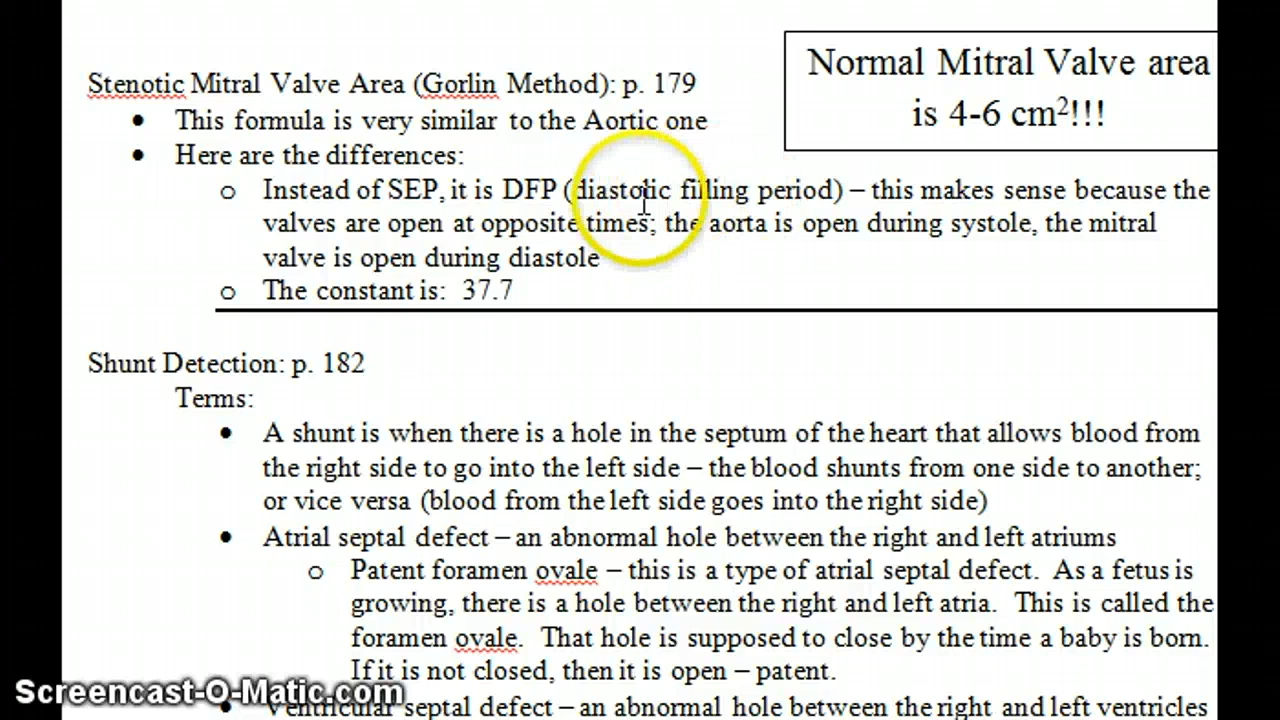 Normal Mitral Valve area
is 4-6 cm²!!!
Stenotic Mitral Valve Area (Gorlin Method): p. 179
• This formula is very similar to the Aortic one
• Here are the differences:
o Instead of SEP, it is DFP (diastolic filling period) – this makes sense because the
valves are open at opposite times; the aorta is open during systole, the mitral
valve is open during diastole
o The constant is: 37.7
Shunt Detection: p. 182
Terms:
• A shunt is when there is a hole in the septum of the heart that allows blood from
the right side to go into the left side – the blood shunts from one side to another;
or vice versa (blood from the left side goes into the right side)
• Atrial septal defect – an abnormal hole between the right and left atriums
o Patent foramen ovale – this is a type of atrial septal defect. As a fetus is
growing, there is a hole between the right and left atria. This is called the
foramen ovale. That hole is supposed to close by the time a baby is born.
If it is not closed, then it is open – patent.
• Ventricular septal defect – an abnormal hole between the right and left ventricles
Screencast-O-Matic.com